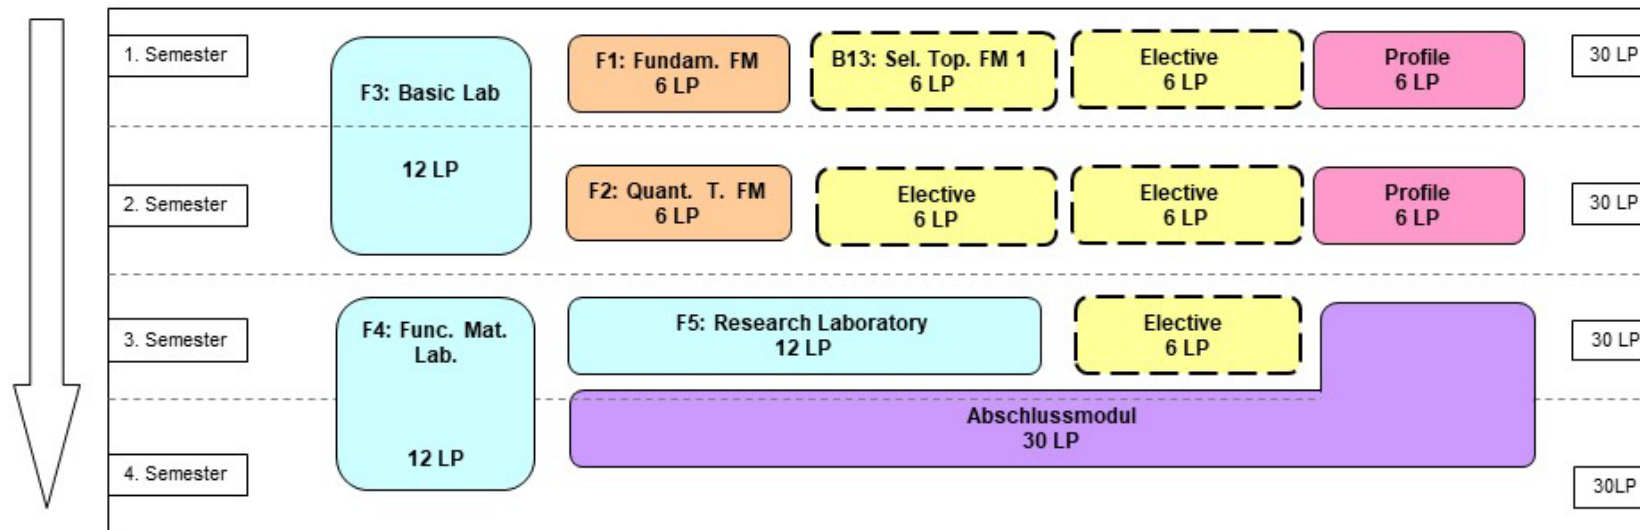 1. Semester
F3: Basic Lab
12 LP
F1: Fundam. FM
6 LP
B13: Sel. Top. FM 1
6 LP
Elective
6 LP
Profile
6 LP
30 LP
2. Semester
F2: Quant. T. FM
6 LP
Elective
6 LP
Elective
6 LP
Profile
6 LP
30 LP
3. Semester
F4: Func. Mat.
Lab.
12 LP
F5: Research Laboratory
12 LP
Elective
6 LP
30 LP
Abschlussmodul
30 LP
4. Semester
30LP